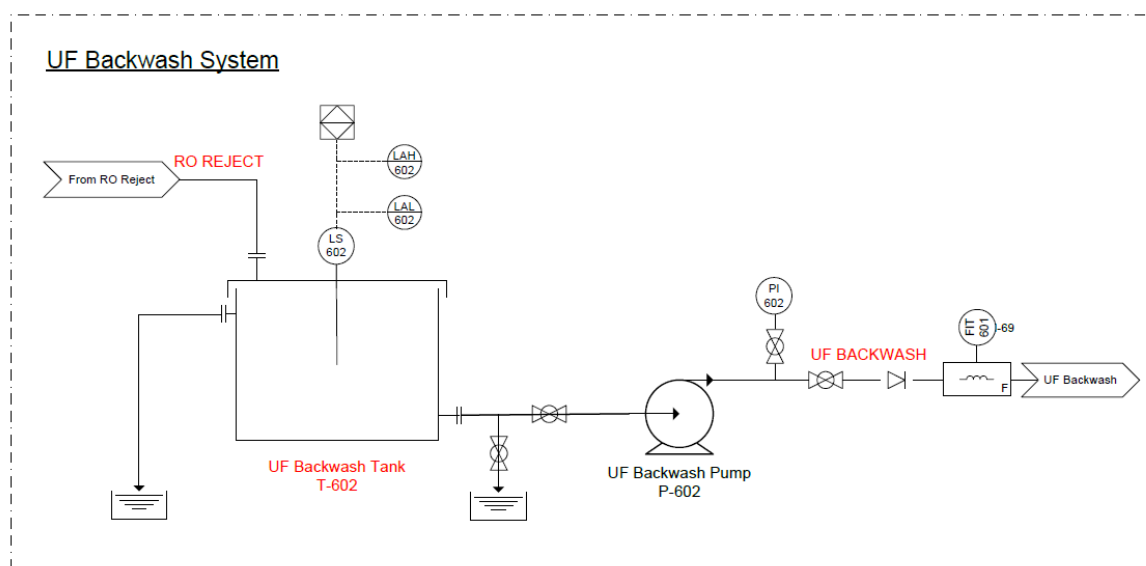 UF Backwash System
RO REJECT
From RO Reject
LAH
602
LAL
602
LS
602
PI
602
UF BACKWASH
FIT
601
-69
F
UF Backwash
UF Backwash Tank
T-602
UF Backwash Pump
P-602